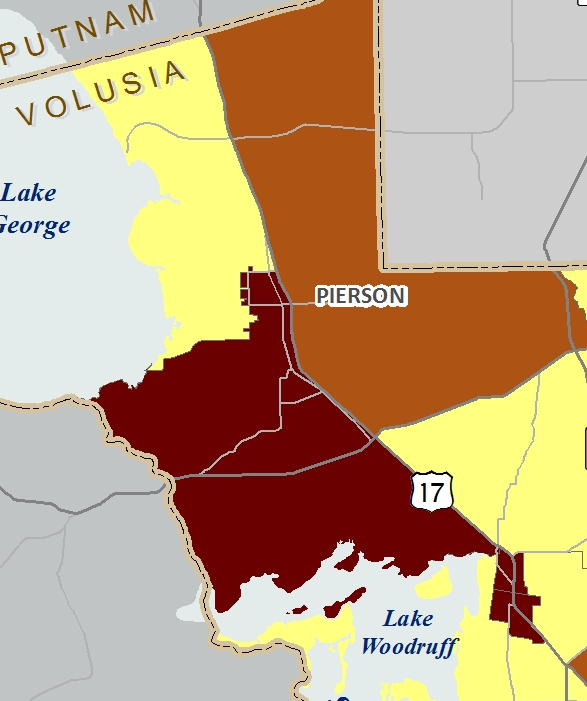 PUTNAM
VOLUSIA
Lake
George
PIERSON
17
Lake
Woodruff